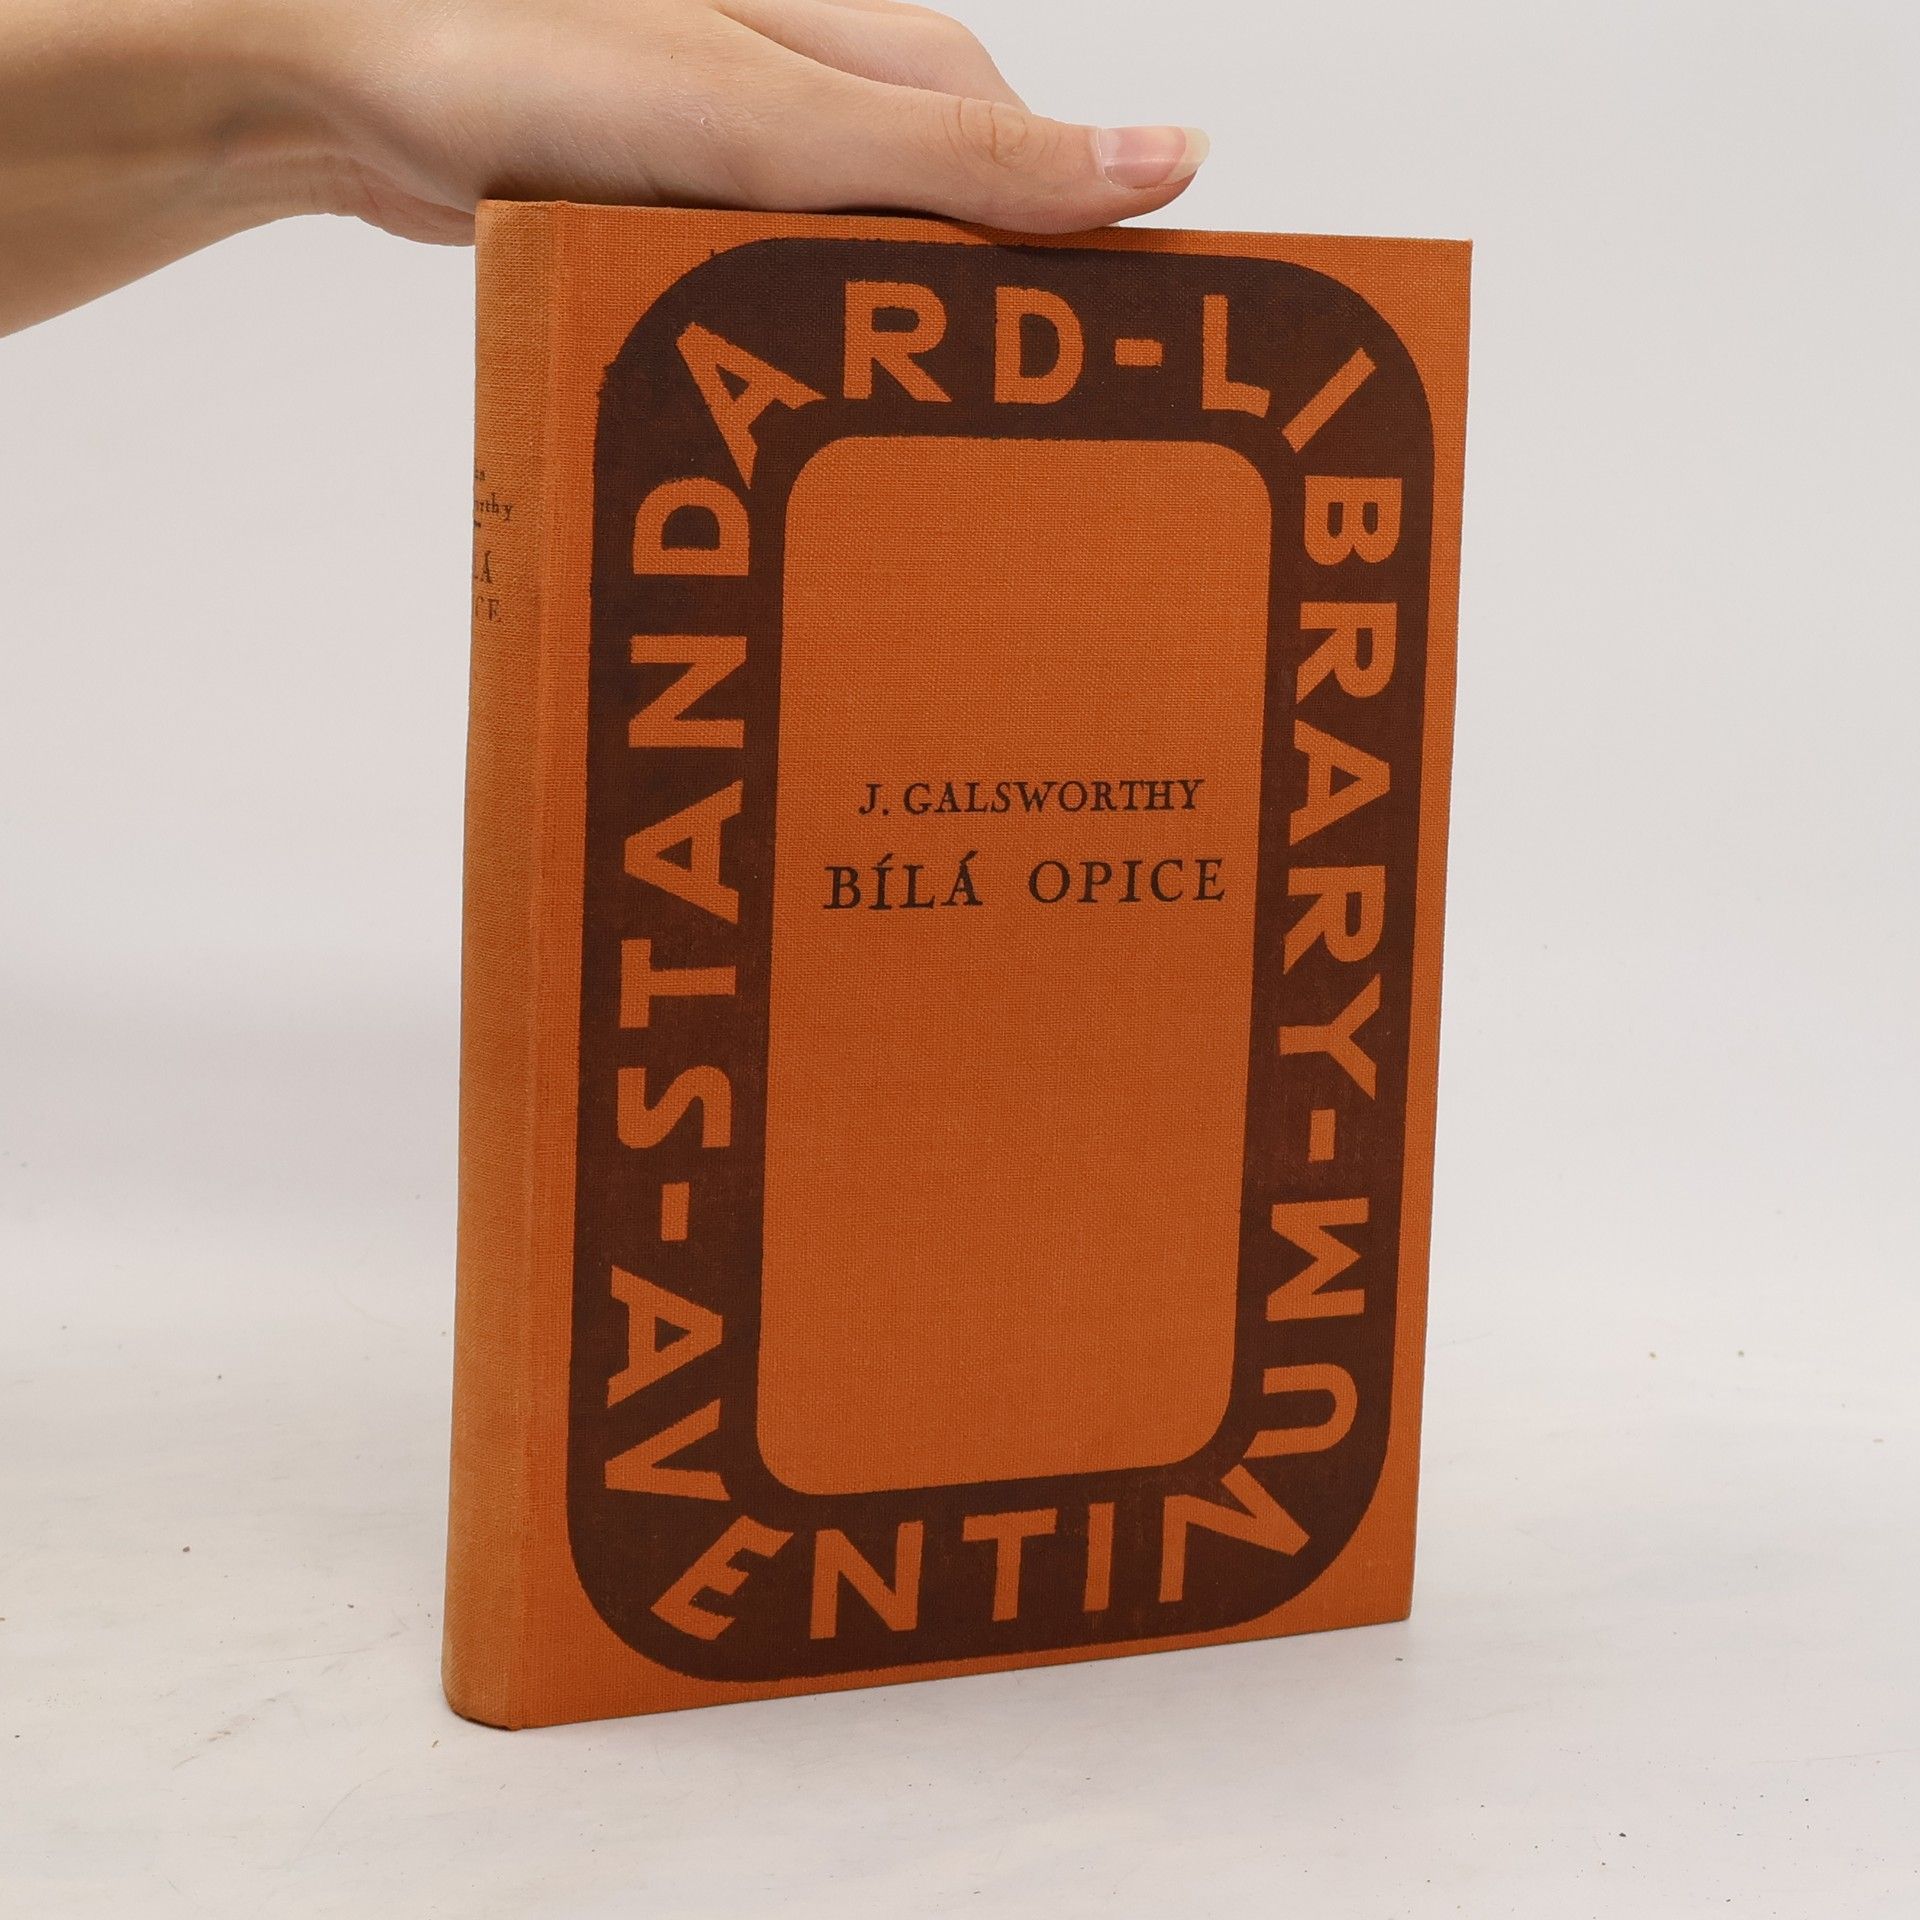 STANDARD-LIBRARY-
AVENTINUM-
J. GALSWORTHY
BÍLÁ OPICE